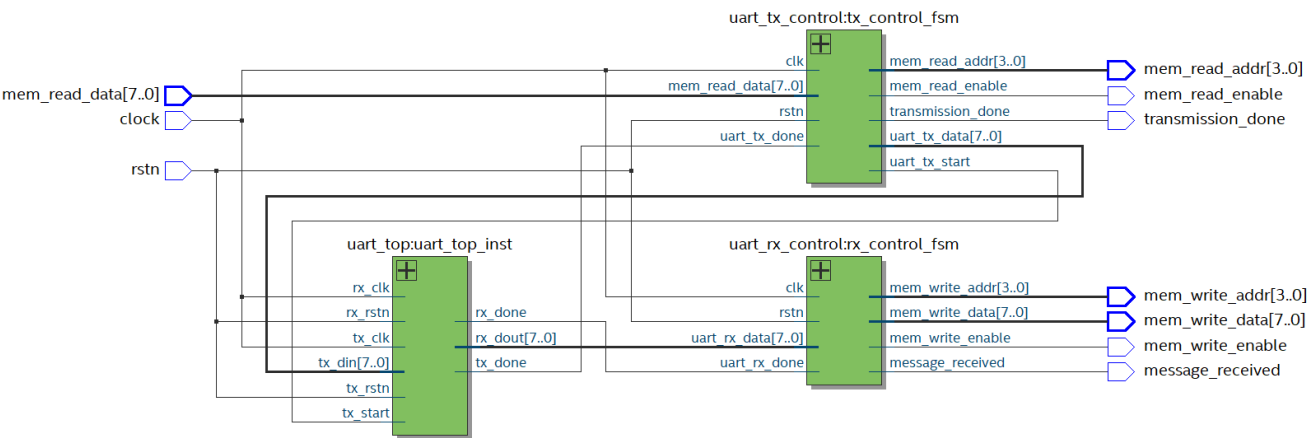 uart_tx_control:tx_control_fsm
clk
mem_read_addr[3..0]
mem_read_addr[3..0]
mem_read_data[7..0]
mem_read_data[7..0]
mem_read_enable
mem_read_enable
clock
rstn
transmission_done
transmission_done
uart_tx_done
uart_tx_data[7..0]
rstn
uart_tx_start
uart_top:uart_top_inst
uart_rx_control:rx_control_fsm
rx_clk
clk
mem_write_addr[3..0]
mem_write_addr[3..0]
rx_rstn
rx_done
rstn
mem_write_data[7..0]
mem_write_data[7..0]
tx_clk
rx_dout[7..0]
uart_rx_data[7..0]
mem_write_enable
mem_write_enable
tx_din[7..0]
tx_done
uart_rx_done
message_received
message_received
tx_rstn
tx_start